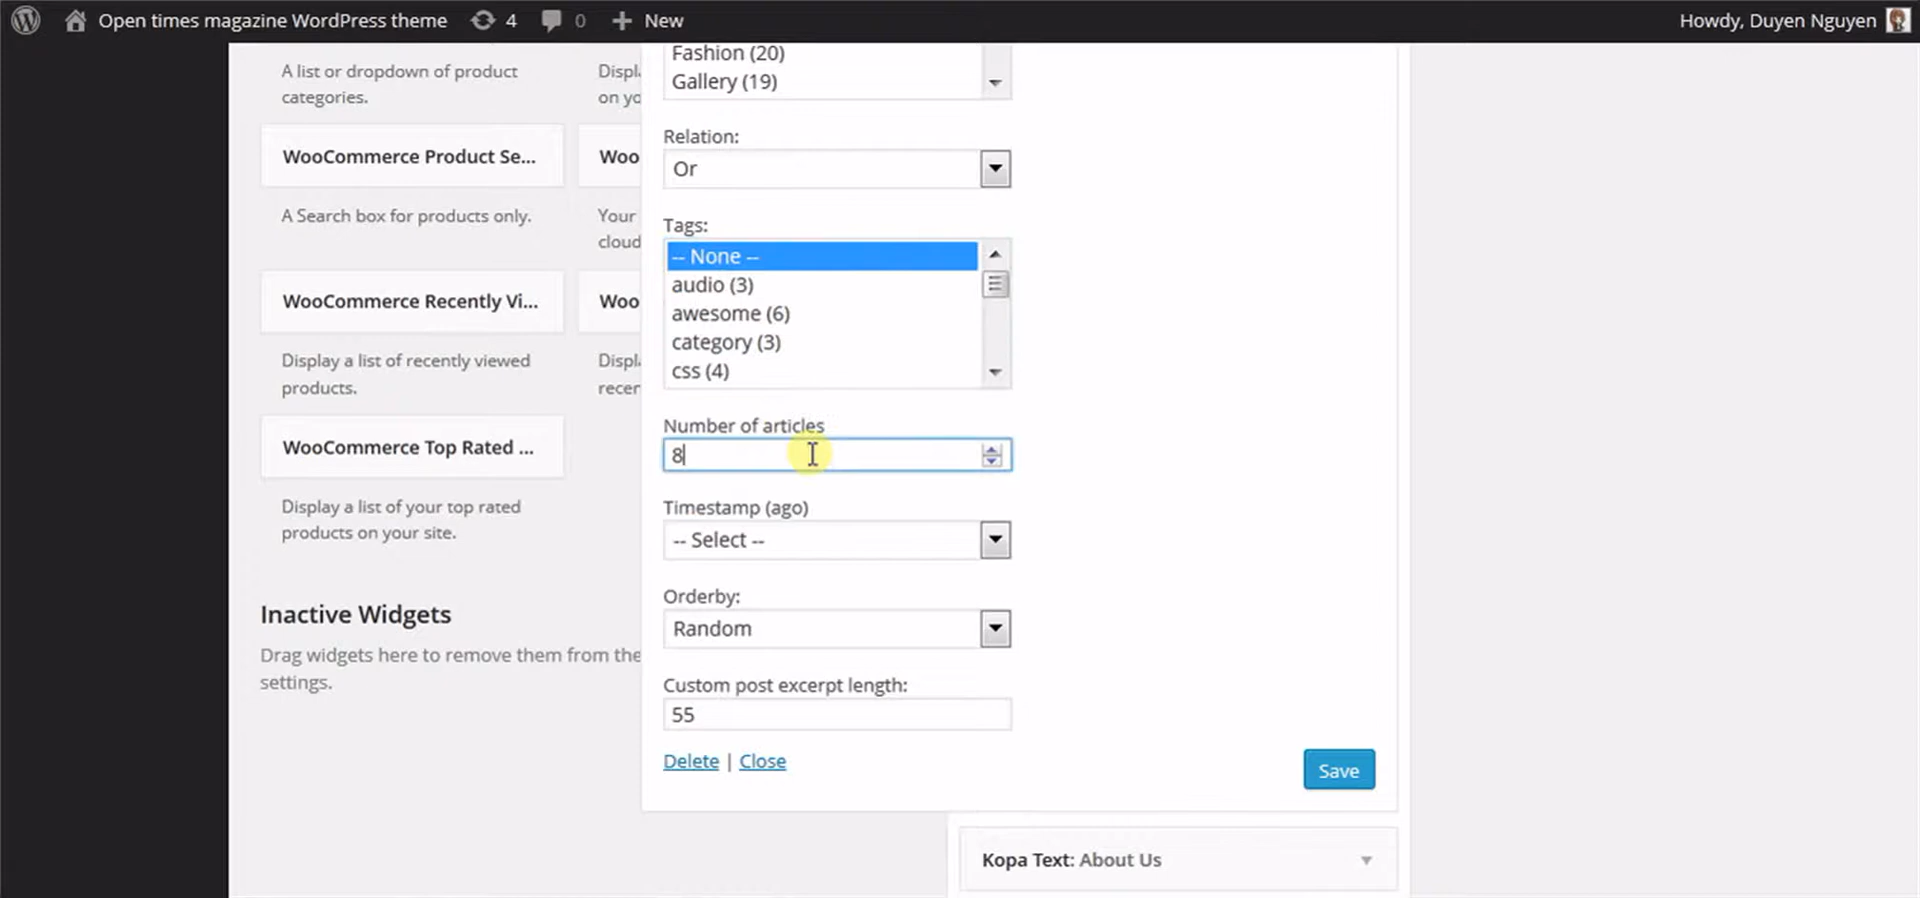 Open times magazine WordPress theme 4 0 New Howdy, Duyen Nguyen
A list or dropdown of product
categories.
WooCommerce Product Se...
A Search box for products only.
WooCommerce Recently Vi...
Display a list of recently viewed
products.
WooCommerce Top Rated ...
Display a list of your top rated
products on your site.
Inactive Widgets
Drag widgets here to remove them from the
settings.
Displ
on yo
Woo
Your
cloud
Woo
Displ
recen
Fashion (20)
Gallery (19)
Relation:
Or
Tags:
-- None --
audio (3)
awesome (6)
category (3)
css (4)
Number of articles
8
Timestamp (ago)
-- Select --
Orderby:
Random
Custom post excerpt length:
55
Delete | Close
Save
Kopa Text: About Us